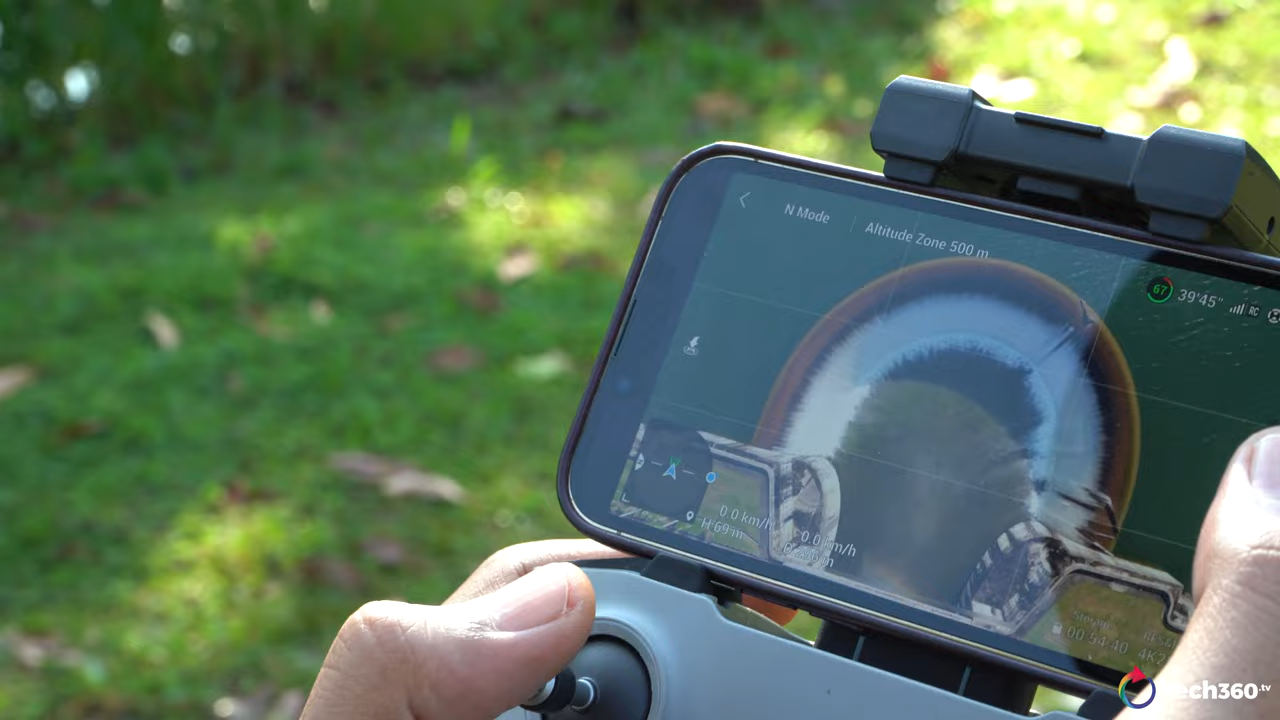 N Mode
Altitude Zone 500 m
67
39'45"
RC
0.0 km/h
H 69 m
0.0 km/h
00:54:40
4K
Tech360.tv